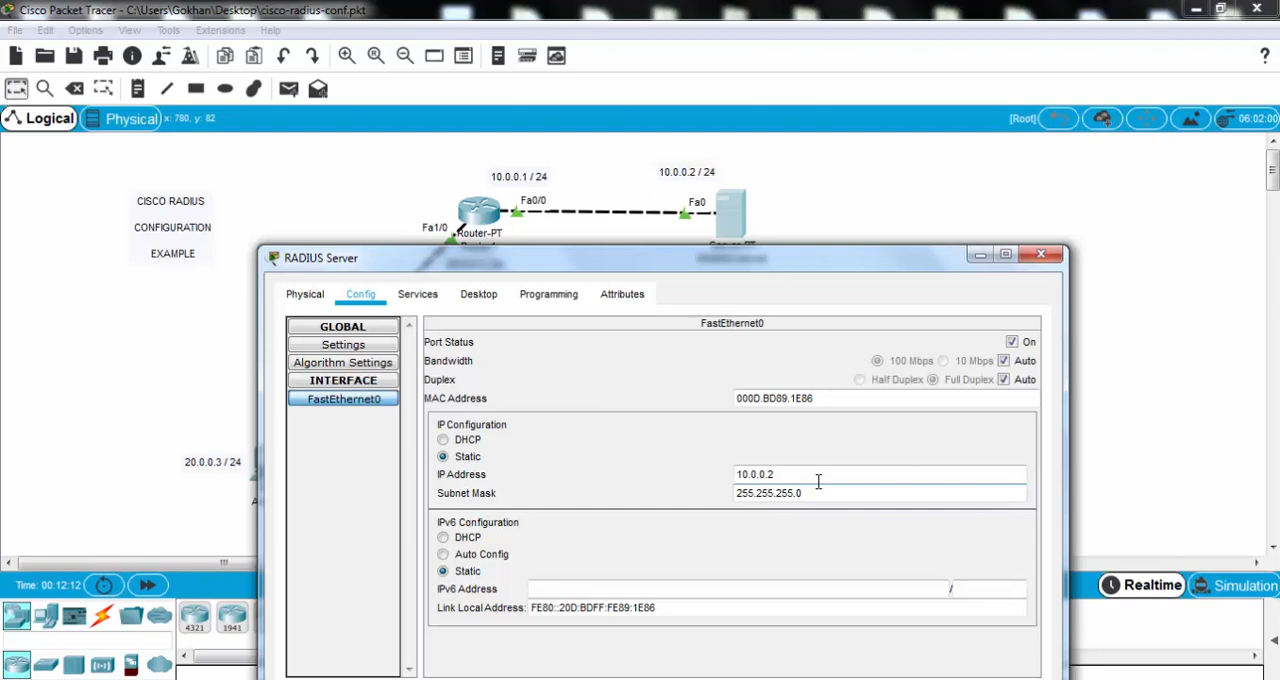 Cisco Packet Tracer - C:\Users\Gokhan\Desktop\cisco-radius-conf.pkt
File Edit Options View Tools Extensions Help
?
Logical Physical x: 780, y: 82 [Root] 06:02:00
10.0.0.1 / 24 10.0.0.2 / 24
CISCO RADIUS
CONFIGURATION
EXAMPLE
Fa0/0 Fa0
Fa1/0 Router-PT
RADIUS Server
Physical Config Services Desktop Programming Attributes
GLOBAL
Settings
Algorithm Settings
INTERFACE
FastEthernet0
FastEthernet0
Port Status On
Bandwidth 100 Mbps 10 Mbps Auto
Duplex Half Duplex Full Duplex Auto
MAC Address 000D.BD89.1E86
IP Configuration
DHCP
Static
IP Address 10.0.0.2
Subnet Mask 255.255.255.0
IPv6 Configuration
DHCP
Auto Config
Static
IPv6 Address /
Link Local Address: FE80::20D:BDFF:FE89:1E86
20.0.0.3 / 24
Time: 00:12:12 Realtime Simulation
4321 1941